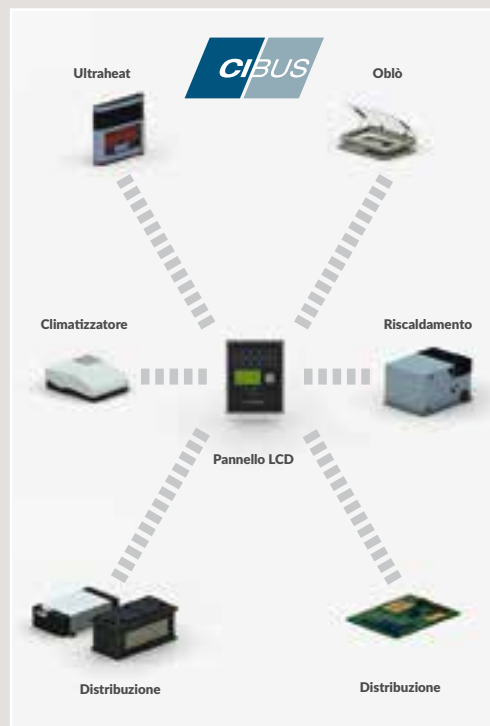 CIBUS
Ultraheat
Oblò
Climatizzatore
Riscaldamento
Pannello LCD
Distribuzione
Distribuzione